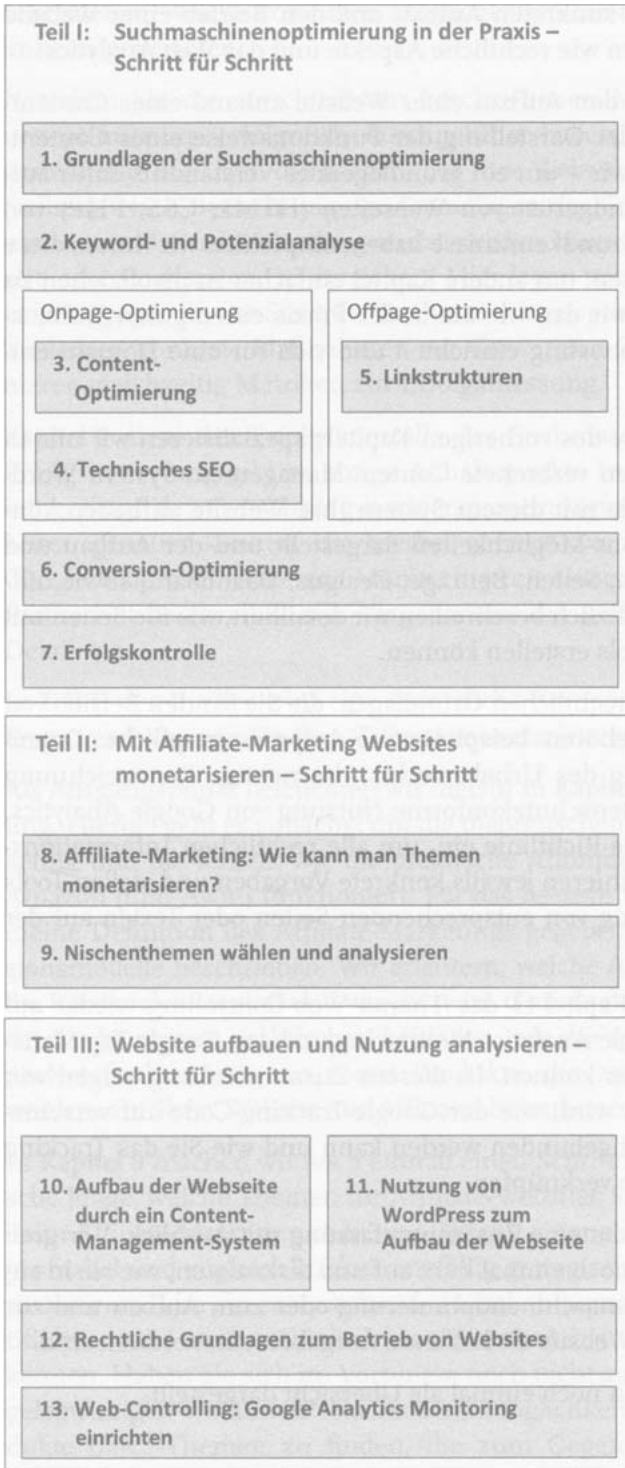 Teil I: Suchmaschinenoptimierung in der Praxis –
Schritt für Schritt
1. Grundlagen der Suchmaschinenoptimierung
2. Keyword- und Potenzialanalyse
Onpage-Optimierung
3. Content-
Optimierung
4. Technisches SEO
Offpage-Optimierung
5. Linkstrukturen
6. Conversion-Optimierung
7. Erfolgskontrolle
Teil II: Mit Affiliate-Marketing Websites
monetarisieren – Schritt für Schritt
8. Affiliate-Marketing: Wie kann man Themen
monetarisieren?
9. Nischenthemen wählen und analysieren
Teil III: Website aufbauen und Nutzung analysieren –
Schritt für Schritt
10. Aufbau der Webseite
durch ein Content-
Management-System
11. Nutzung von
WordPress zum
Aufbau der Webseite
12. Rechtliche Grundlagen zum Betrieb von Websites
13. Web-Controlling: Google Analytics Monitoring
einrichten